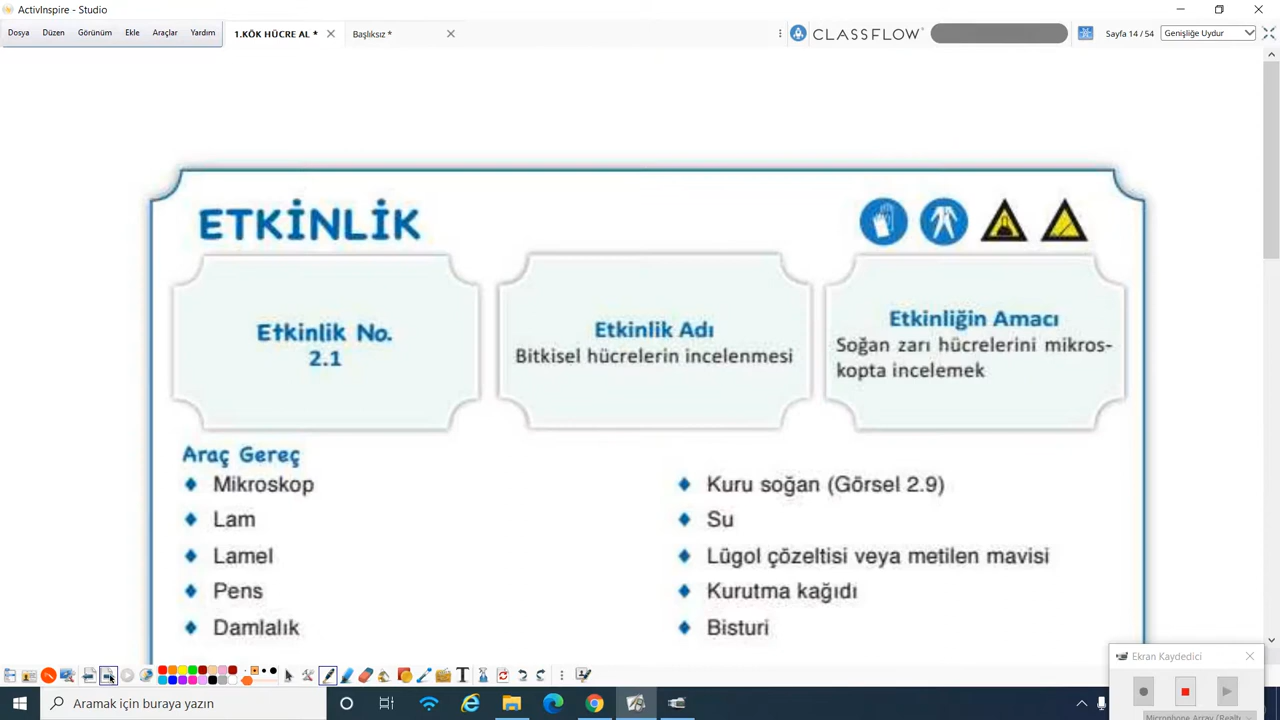 ActivInspire - Studio
Dosya Düzen Görünüm Ekle Araçlar Yardım
1.KÖK HÜCRE AL *
Başlıksız *
CLASSFLOW
Sayfa 14 / 54
Genişliğe Uydur
ETKİNLİK
Etkinlik No.
2.1
Etkinlik Adı
Bitkisel hücrelerin incelenmesi
Etkinliğin Amacı
Soğan zarı hücrelerini mikros-
kopta incelemek
Araç Gereç
Mikroskop
Lam
Lamel
Pens
Damlalık
Kuru soğan (Görsel 2.9)
Su
Lügol çözeltisi veya metilen mavisi
Kurutma kağıdı
Bisturi
T
Ekran Kaydedici
Microphone Array (Realt
Aramak için buraya yazın